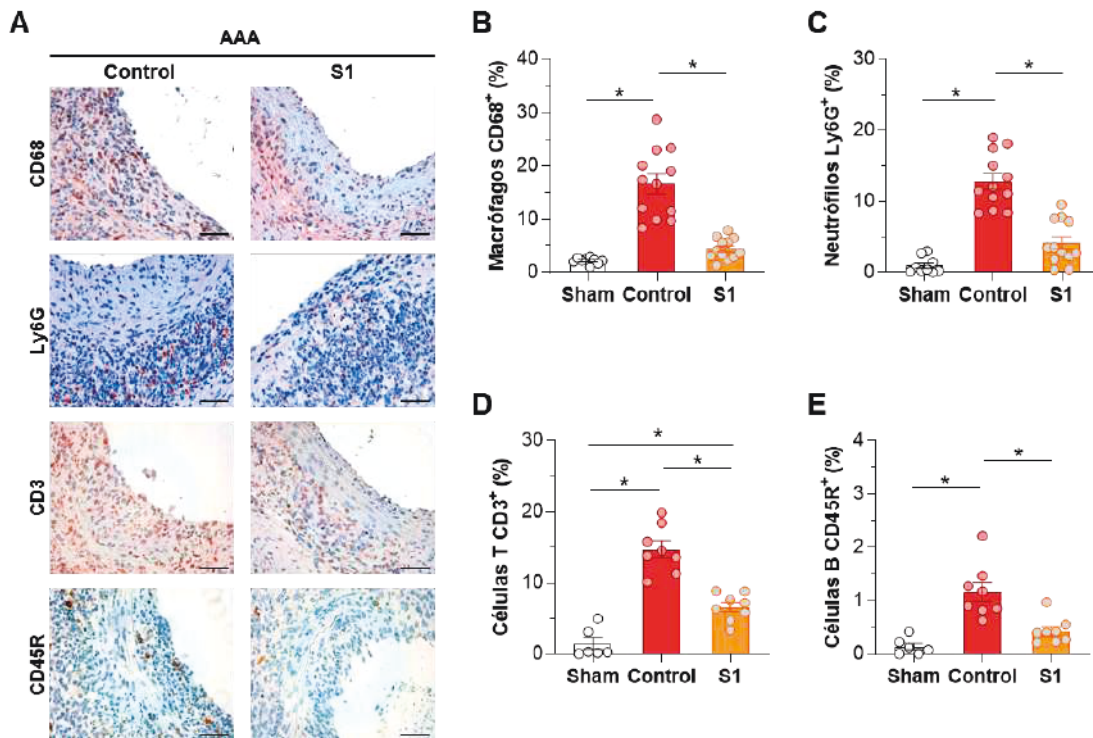 A
AAA
Control S1
CD68
Ly6G
CD3
CD45R
B
Macrófagos CD68⁺ (%)
40
30
20
10
0
*
*
Sham Control S1
C
Neutrófilos Ly6G⁺ (%)
30
20
10
0
*
*
Sham Control S1
D
Células T CD3⁺ (%)
30
20
10
0
*
*
*
Sham Control S1
E
Células B CD45R⁺ (%)
4
3
2
1
0
*
*
Sham Control S1